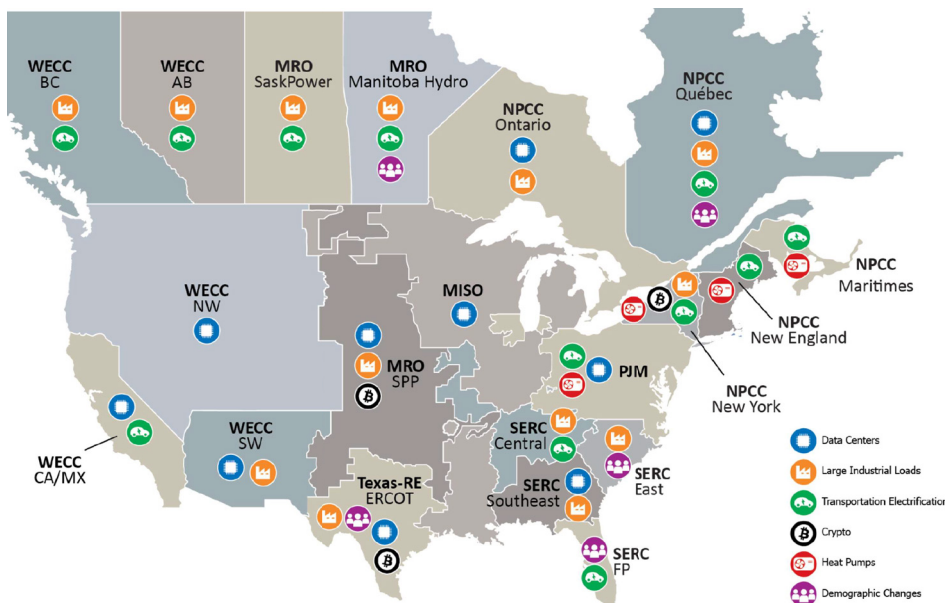 WECC
BC
WECC
AB
MRO
SaskPower
MRO
Manitoba Hydro
NPCC
Ontario
NPCC
Québec
NPCC
Maritimes
WECC
NW
MISO
NPCC
New England
MRO
SPP
PJM
NPCC
New York
WECC
CA/MX
WECC
SW
SERC
Central
SERC
East
Texas-RE
ERCOT
SERC
Southeast
SERC
FP
Data Centers
Large Industrial Loads
Transportation Electrification
Crypto
Heat Pumps
Demographic Changes